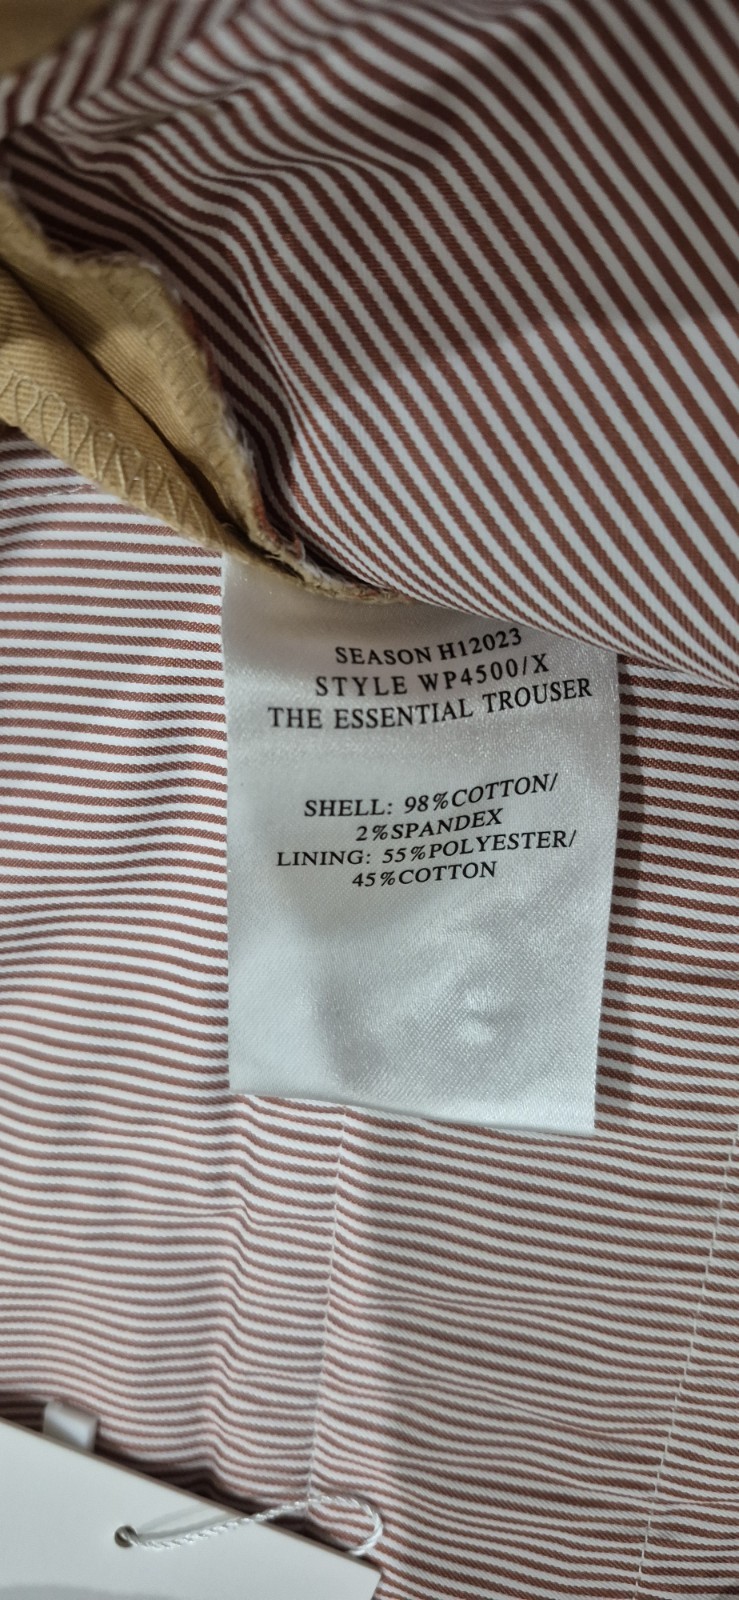 SEASON H12023
STYLE WP4500/X
THE ESSENTIAL TROUSER
SHELL: 98%COTTON/
2%SPANDEX
LINING: 55%POLYESTER/
45%COTTON